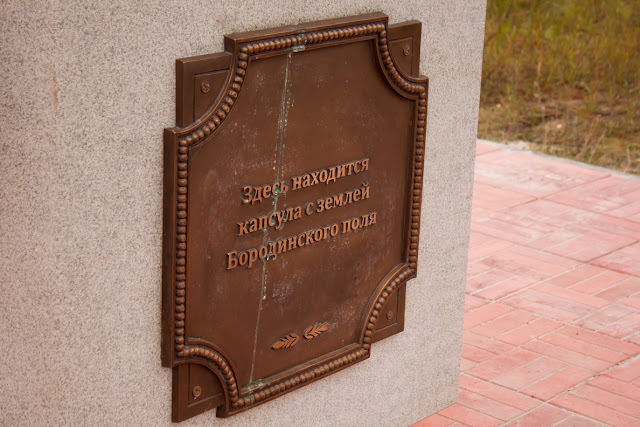 Здесь находится
капсула с землей
Бородинского поля